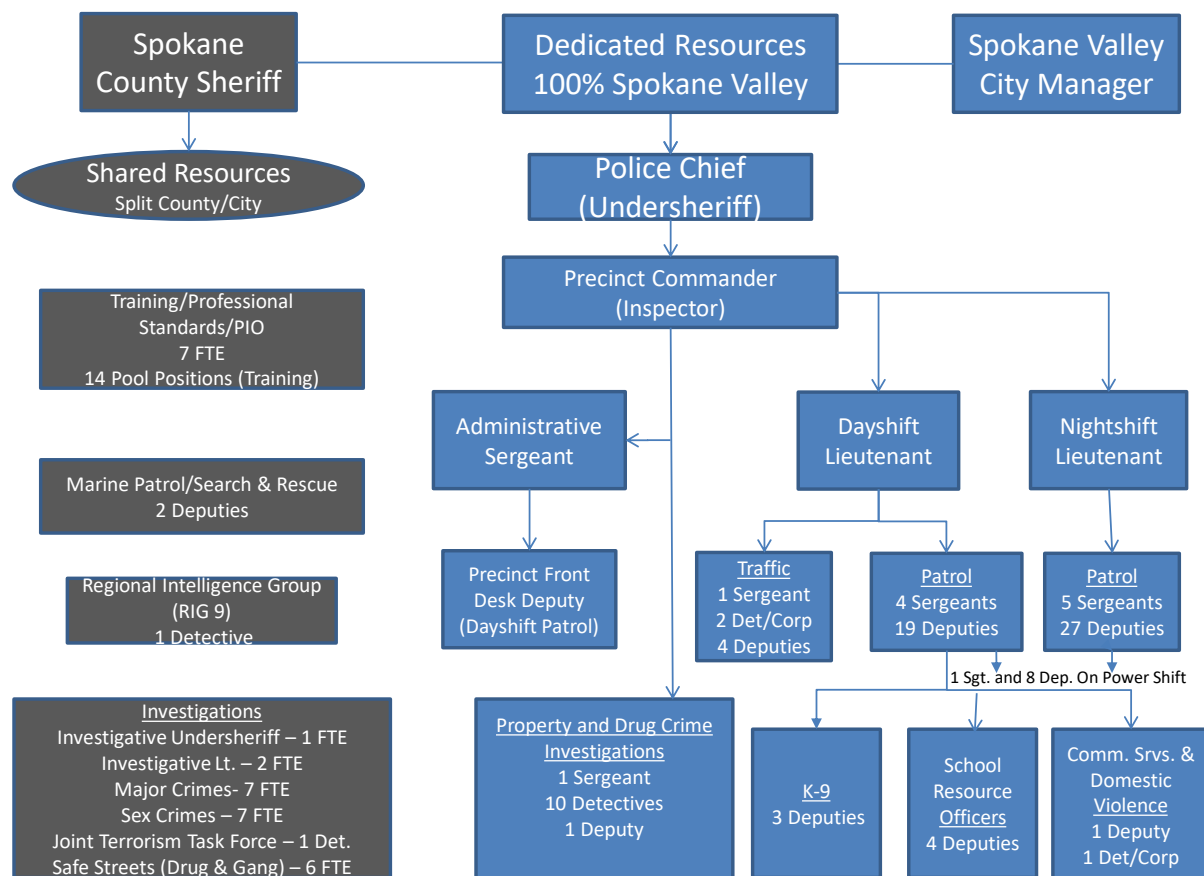 Spokane
County Sheriff
Dedicated Resources
100% Spokane Valley
Spokane Valley
City Manager
Shared Resources
Split County/City
Police Chief
(Undersheriff)
Precinct Commander
(Inspector)
Training/Professional
Standards/PIO
7 FTE
14 Pool Positions (Training)
Administrative
Sergeant
Dayshift
Lieutenant
Nightshift
Lieutenant
Marine Patrol/Search & Rescue
2 Deputies
Precinct Front
Desk Deputy
(Dayshift Patrol)
Traffic
1 Sergeant
2 Det/Corp
4 Deputies
Patrol
4 Sergeants
19 Deputies
Patrol
5 Sergeants
27 Deputies
Regional Intelligence Group
(RIG 9)
1 Detective
1 Sgt. and 8 Dep. On Power Shift
Investigations
Investigative Undersheriff – 1 FTE
Investigative Lt. – 2 FTE
Major Crimes- 7 FTE
Sex Crimes – 7 FTE
Joint Terrorism Task Force – 1 Det.
Safe Streets (Drug & Gang) – 6 FTE
Property and Drug Crime
Investigations
1 Sergeant
10 Detectives
1 Deputy
K-9
3 Deputies
School
Resource
Officers
4 Deputies
Comm. Srvs. &
Domestic
Violence
1 Deputy
1 Det/Corp